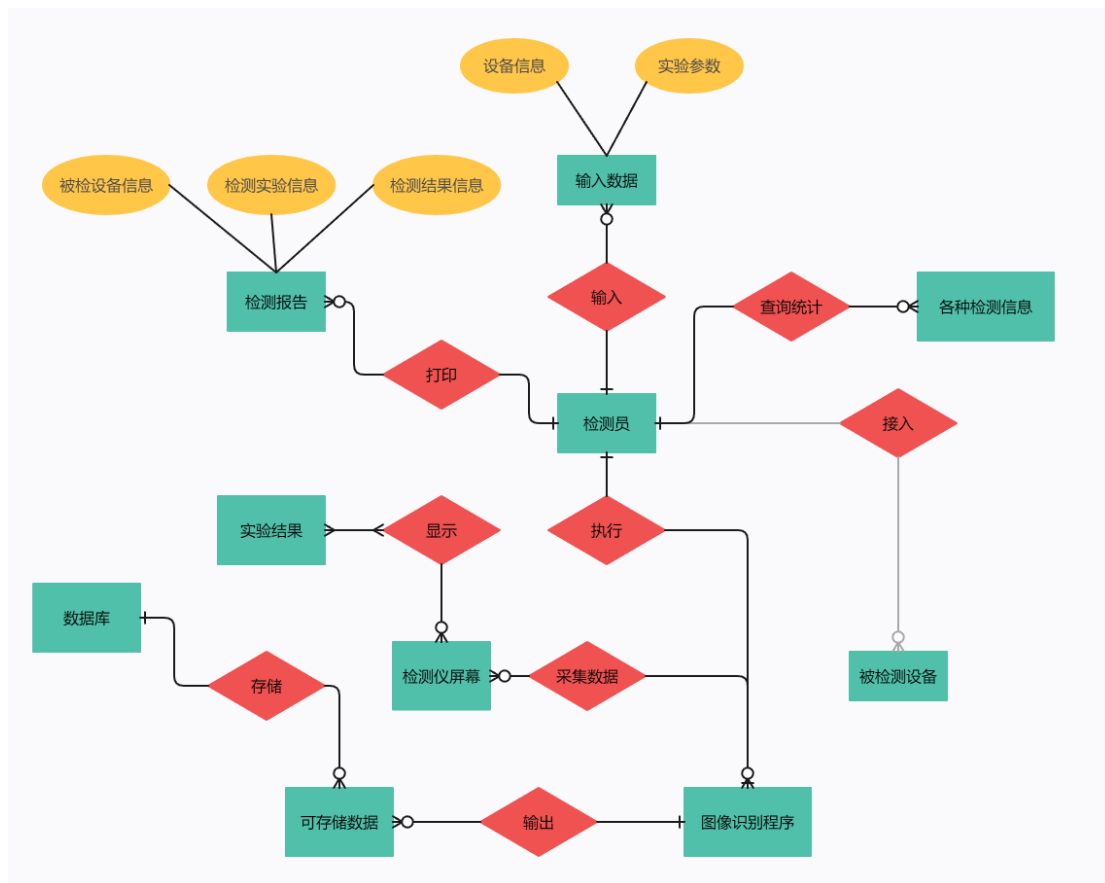 设备信息
实验参数
被检设备信息
检测实验信息
检测结果信息
输入数据
检测报告
输入
查询统计
各种检测信息
打印
检测员
接入
实验结果
显示
执行
数据库
检测仪屏幕
采集数据
被检测设备
存储
可存储数据
输出
图像识别程序